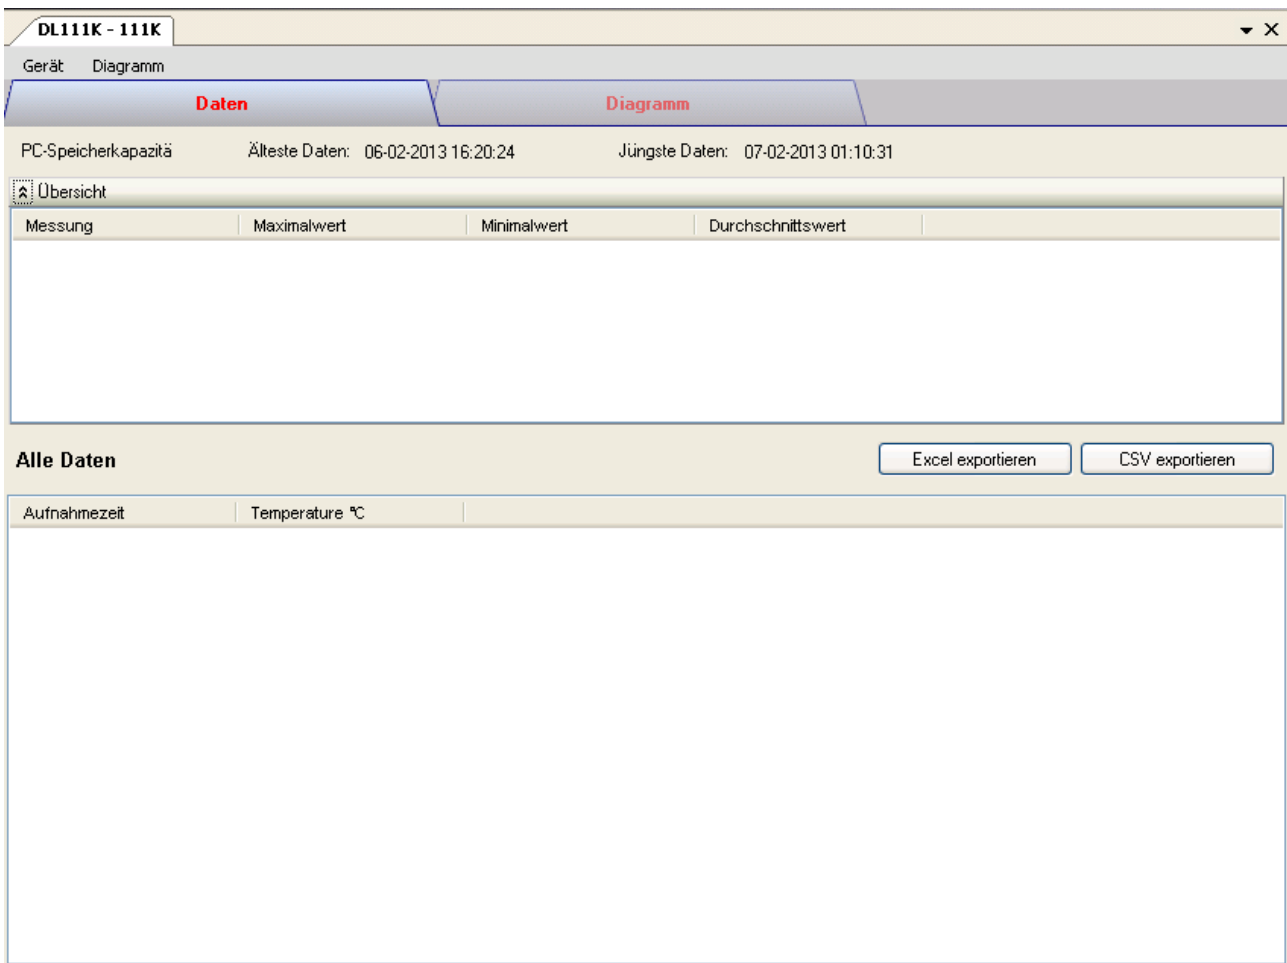 DL111K - 111K
Gerät Diagramm
Daten Diagramm
PC-Speicherkapazitä Älteste Daten: 06-02-2013 16:20:24 Jüngste Daten: 07-02-2013 01:10:31
Übersicht
Messung Maximalwert Minimalwert Durchschnittswert
Alle Daten Excel exportieren CSV exportieren
Aufnahmezeit Temperature °C